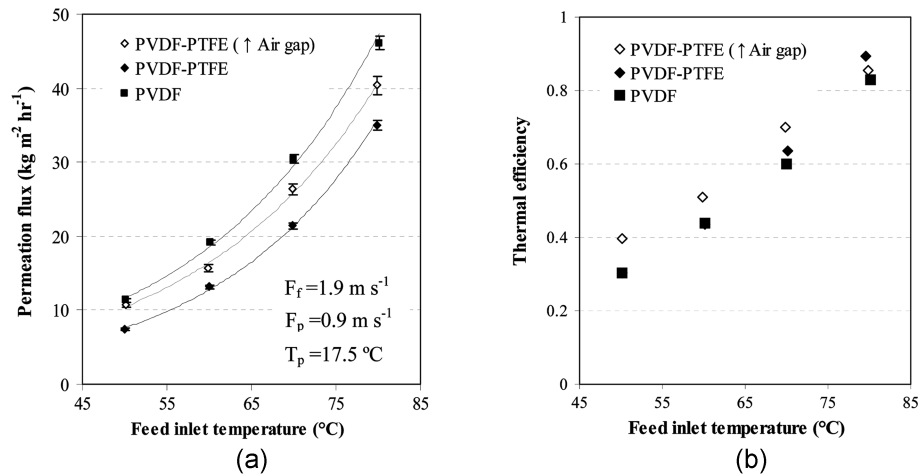 50
40
30
20
10
0
Permeation flux (kg m⁻² hr⁻¹)
PVDF-PTFE (↑ Air gap)
PVDF-PTFE
PVDF
F_f =1.9 m s⁻¹
F_p =0.9 m s⁻¹
T_p =17.5 ºC
45 55 65 75 85
Feed inlet temperature (°C)
(a)
1
0.8
0.6
0.4
0.2
0
Thermal efficiency
PVDF-PTFE (↑ Air gap)
PVDF-PTFE
PVDF
45 55 65 75 85
Feed inlet temperature (°C)
(b)